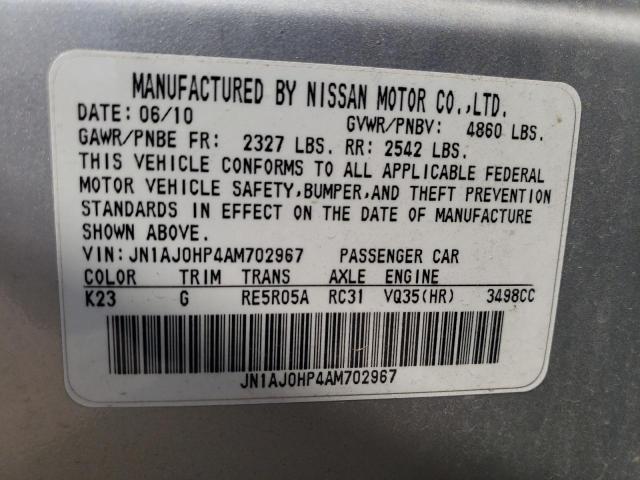 MANUFACTURED BY NISSAN MOTOR CO.,LTD.
DATE: 06/10 GVWR/PNBV: 4860 LBS.
GAWR/PNBE FR: 2327 LBS. RR: 2542 LBS.
THIS VEHICLE CONFORMS TO ALL APPLICABLE FEDERAL
MOTOR VEHICLE SAFETY,BUMPER,AND THEFT PREVENTION
STANDARDS IN EFFECT ON THE DATE OF MANUFACTURE
SHOWN ABOVE.
VIN:JN1AJ0HP4AM702967 PASSENGER CAR
COLOR TRIM TRANS AXLE ENGINE
K23 G RE5R05A RC31 VQ35(HR) 3498CC
JN1AJ0HP4AM702967